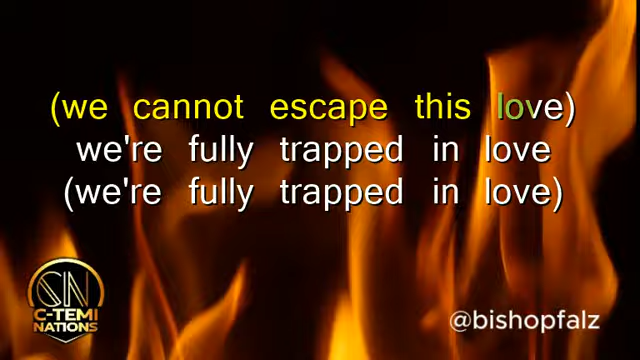 (we cannot escape this love)
we're fully trapped in love
(we're fully trapped in love)
C-TEMI
NATIONS
@bishopfalz